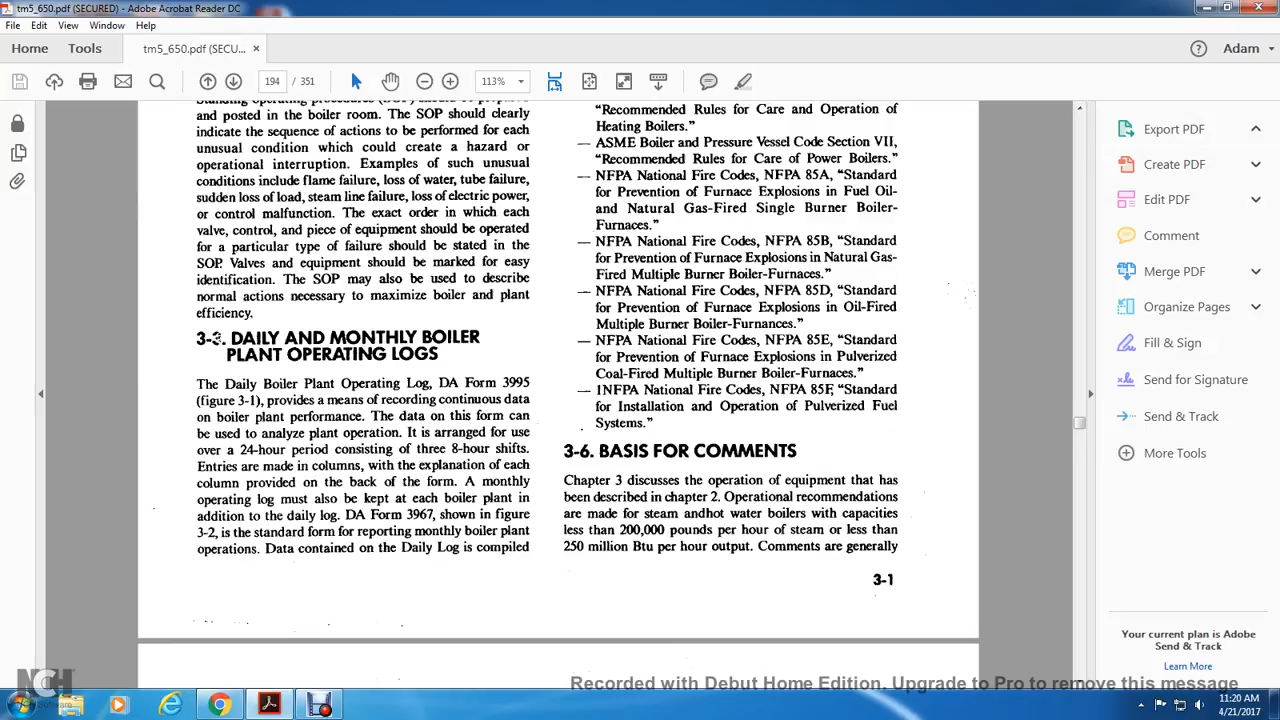 tm5_650.pdf (SECURED) - Adobe Acrobat Reader DC
File Edit View Window Help
Home Tools tm5_650.pdf (SECU... × Adam
194 / 351 113%
Standing operating procedures (SOP) should be prepared
and posted in the boiler room. The SOP should clearly
indicate the sequence of actions to be performed for each
unusual condition which could create a hazard or
operational interruption. Examples of such unusual
conditions include flame failure, loss of water, tube failure,
sudden loss of load, steam line failure, loss of electric power,
or control malfunction. The exact order in which each
valve, control, and piece of equipment should be operated
for a particular type of failure should be stated in the
SOP. Valves and equipment should be marked for easy
identification. The SOP may also be used to describe
normal actions necessary to maximize boiler and plant
efficiency.
3-3. DAILY AND MONTHLY BOILER
PLANT OPERATING LOGS
The Daily Boiler Plant Operating Log, DA Form 3995
(figure 3-1), provides a means of recording continuous data
on boiler plant performance. The data on this form can
be used to analyze plant operation. It is arranged for use
over a 24-hour period consisting of three 8-hour shifts.
Entries are made in columns, with the explanation of each
column provided on the back of the form. A monthly
operating log must also be kept at each boiler plant in
addition to the daily log. DA Form 3967, shown in figure
3-2, is the standard form for reporting monthly boiler plant
operations. Data contained on the Daily Log is compiled
"Recommended Rules for Care and Operation of
Heating Boilers."
— ASME Boiler and Pressure Vessel Code Section VII,
"Recommended Rules for Care of Power Boilers."
— NFPA National Fire Codes, NFPA 85A, "Standard
for Prevention of Furnace Explosions in Fuel Oil-
and Natural Gas-Fired Single Burner Boiler-
Furnaces."
— NFPA National Fire Codes, NFPA 85B, "Standard
for Prevention of Furnace Explosions in Natural Gas-
Fired Multiple Burner Boiler-Furnaces."
— NFPA National Fire Codes, NFPA 85D, "Standard
for Prevention of Furnace Explosions in Oil-Fired
Multiple Burner Boiler-Furnances."
— NFPA National Fire Codes, NFPA 85E, "Standard
for Prevention of Furnace Explosions in Pulverized
Coal-Fired Multiple Burner Boiler-Furnaces."
— 1NFPA National Fire Codes, NFPA 85F, "Standard
for Installation and Operation of Pulverized Fuel
Systems."
3-6. BASIS FOR COMMENTS
Chapter 3 discusses the operation of equipment that has
been described in chapter 2. Operational recommendations
are made for steam andhot water boilers with capacities
less than 200,000 pounds per hour of steam or less than
250 million Btu per hour output. Comments are generally
3-1
Export PDF
Create PDF
Edit PDF
Comment
Merge PDF
Organize Pages
Fill & Sign
Send for Signature
Send & Track
More Tools
Your current plan is Adobe
Send & Track
Learn More
NCH
Software
Recorded with Debut Home Edition. Upgrade to Pro to remove this message
11:20 AM
4/21/2017